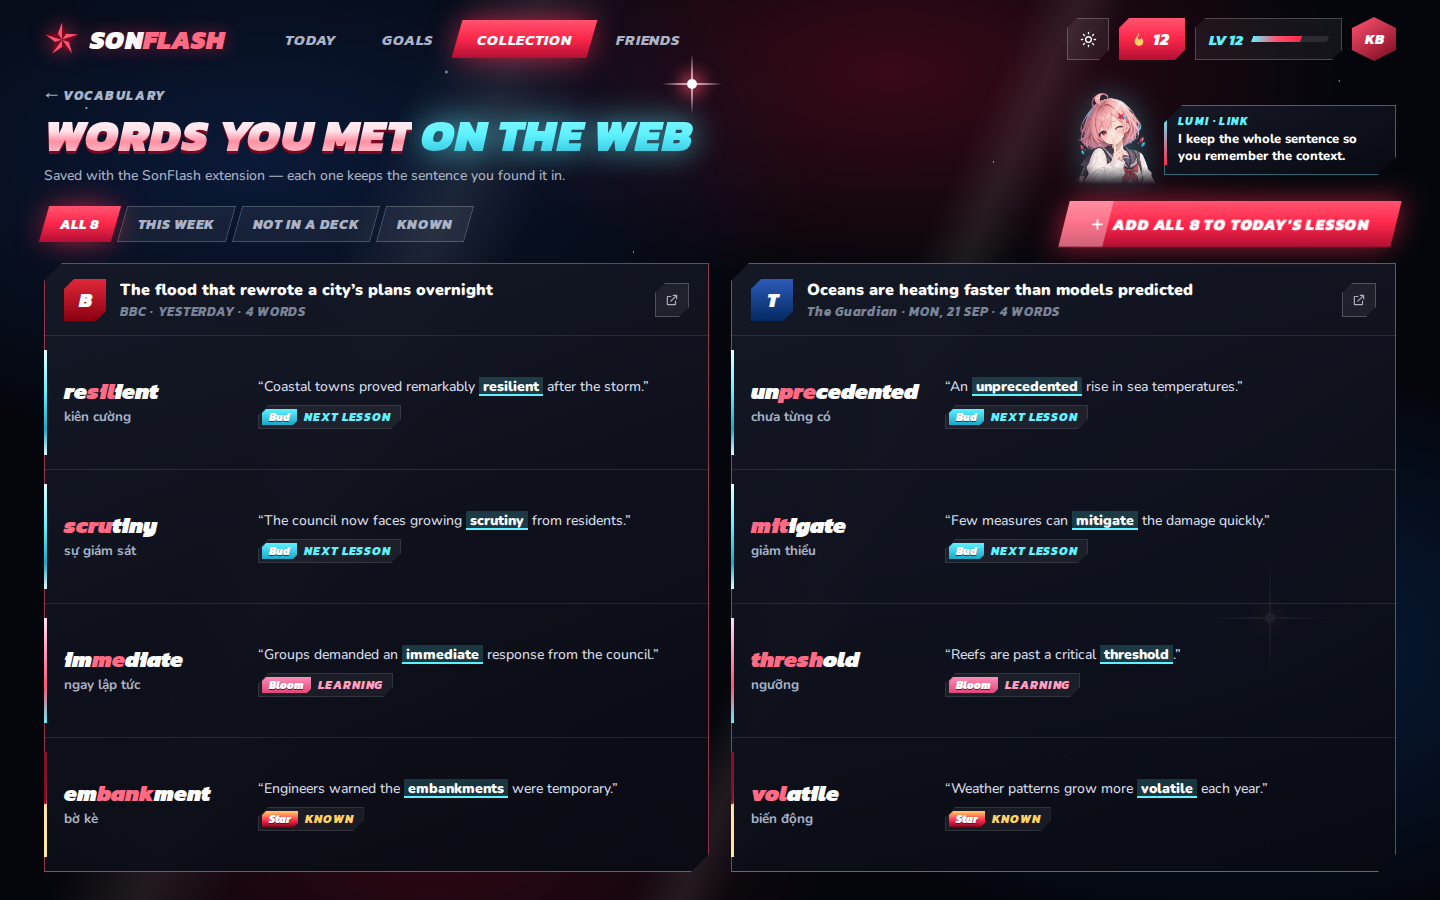 SONFLASH
TODAY
GOALS
COLLECTION
FRIENDS
12
LV 12
KB
← VOCABULARY
WORDS YOU MET ON THE WEB
Saved with the SonFlash extension — each one keeps the sentence you found it in.
LUMI · LINK
I keep the whole sentence so
you remember the context.
ALL 8
THIS WEEK
NOT IN A DECK
KNOWN
+ ADD ALL 8 TO TODAY'S LESSON
B
The flood that rewrote a city’s plans overnight
BBC · YESTERDAY · 4 WORDS
resilient
kiên cường
“Coastal towns proved remarkably resilient after the storm.”
Bud NEXT LESSON
scrutiny
sự giám sát
“The council now faces growing scrutiny from residents.”
Bud NEXT LESSON
immediate
ngay lập tức
“Groups demanded an immediate response from the council.”
Bloom LEARNING
embankment
bờ kè
“Engineers warned the embankments were temporary.”
Star KNOWN
T
Oceans are heating faster than models predicted
The Guardian · MON, 21 SEP · 4 WORDS
unprecedented
chưa từng có
“An unprecedented rise in sea temperatures.”
Bud NEXT LESSON
mitigate
giảm thiểu
“Few measures can mitigate the damage quickly.”
Bud NEXT LESSON
threshold
ngưỡng
“Reefs are past a critical threshold.”
Bloom LEARNING
volatile
biến động
“Weather patterns grow more volatile each year.”
Star KNOWN